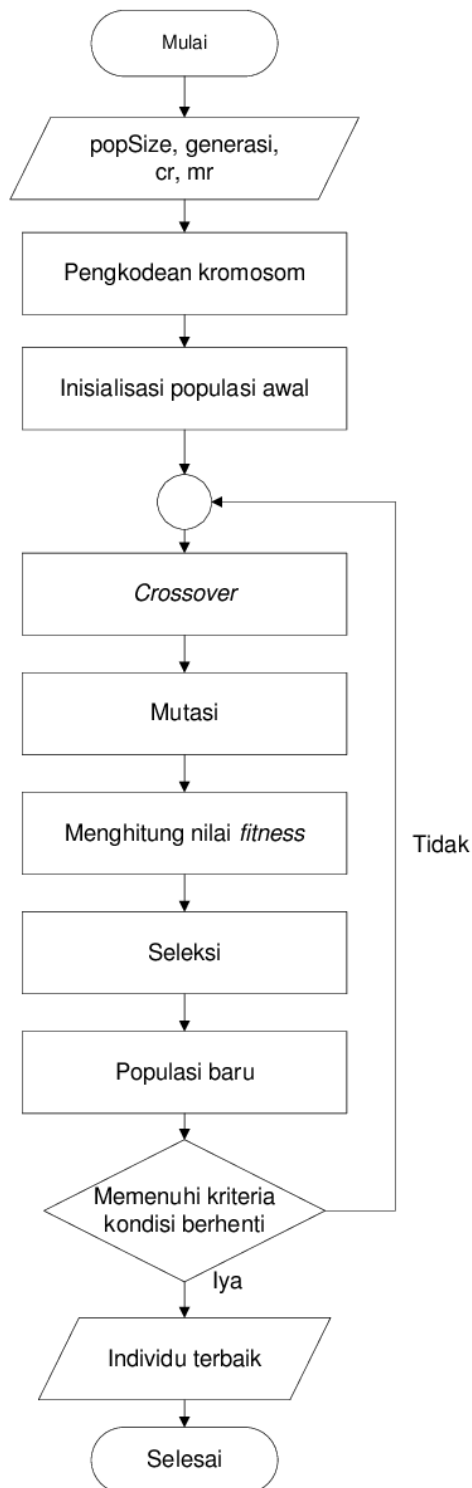 Mulai
popSize, generasi,
cr, mr
Pengkodean kromosom
Inisialisasi populasi awal
Crossover
Mutasi
Menghitung nilai fitness
Tidak
Seleksi
Populasi baru
Memenuhi kriteria
kondisi berhenti
Iya
Individu terbaik
Selesai